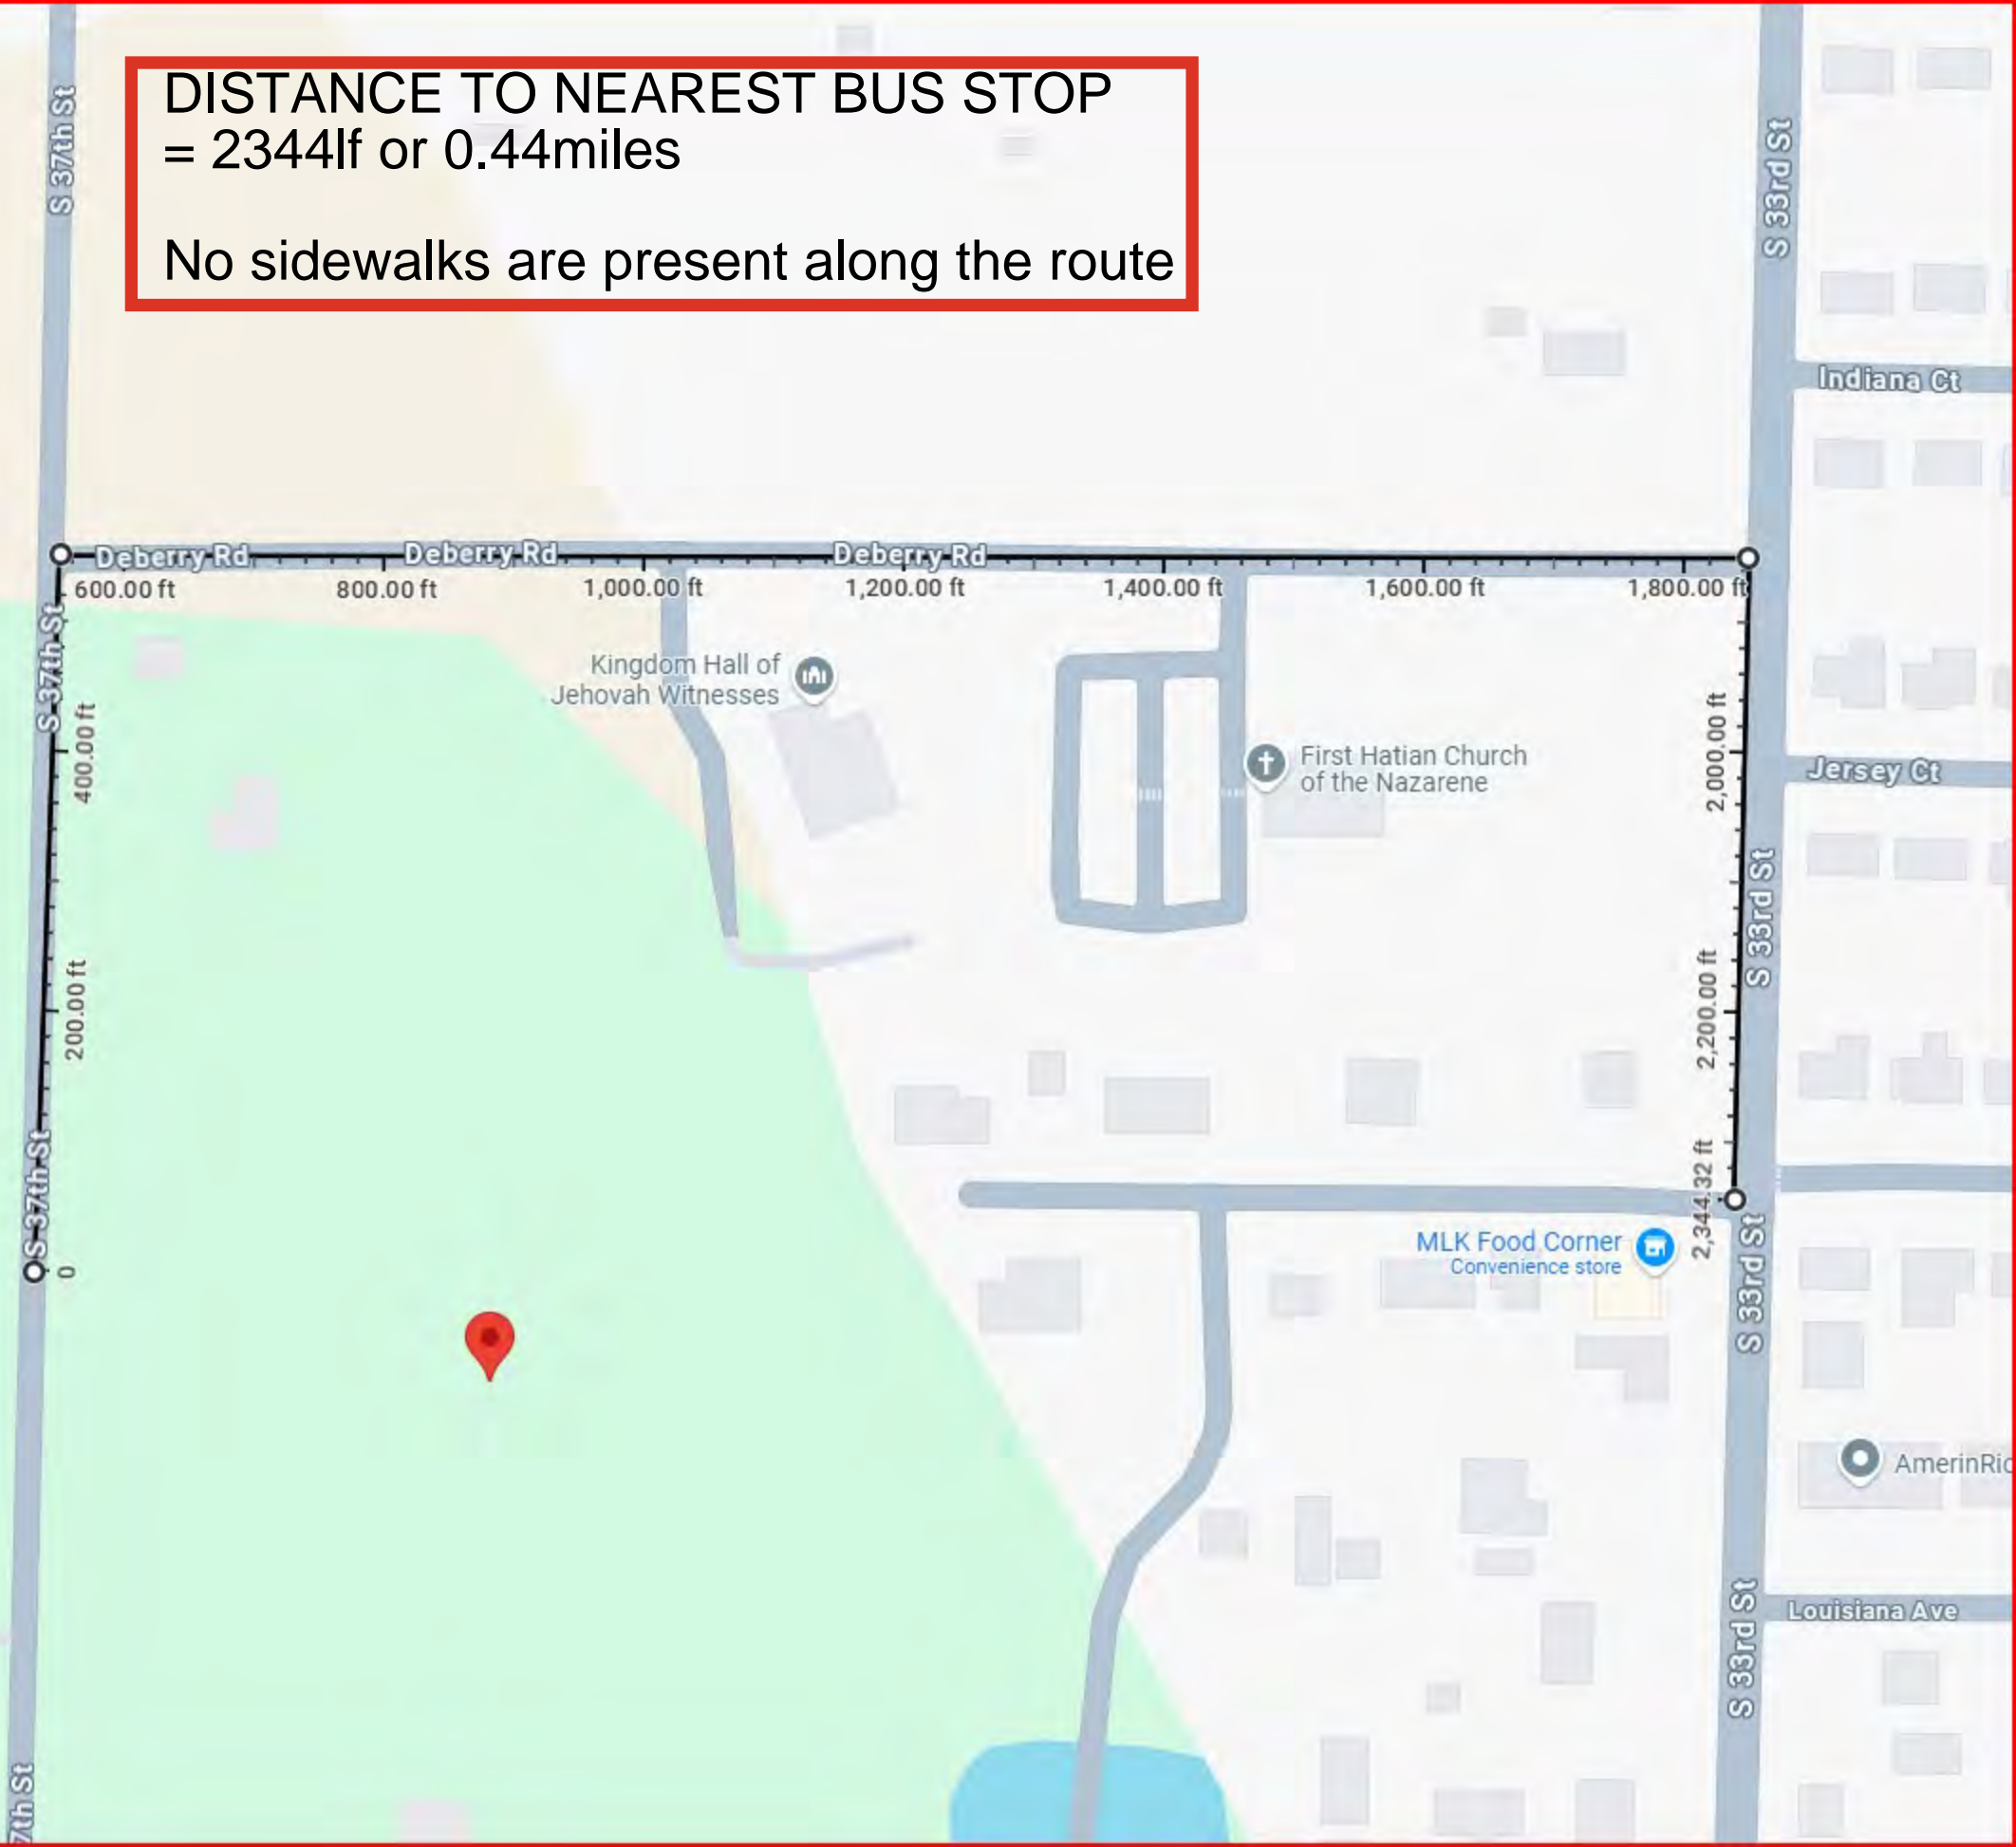 DISTANCE TO NEAREST BUS STOP
= 2344lf or 0.44miles
No sidewalks are present along the route
S 37th St
S 33rd St
Indiana Ct
Deberry Rd
Deberry Rd
Deberry Rd
600.00 ft
800.00 ft
1,000.00 ft
1,200.00 ft
1,400.00 ft
1,600.00 ft
1,800.00 ft
S 37th St
400.00 ft
Kingdom Hall of
Jehovah Witnesses
First Hatian Church
of the Nazarene
2,000.00 ft
Jersey Ct
S 33rd St
200.00 ft
2,200.00 ft
S 37th St
0
2,344.32 ft
MLK Food Corner
Convenience store
S 33rd St
AmerinRic
Louisiana Ave
S 33rd St
7th St